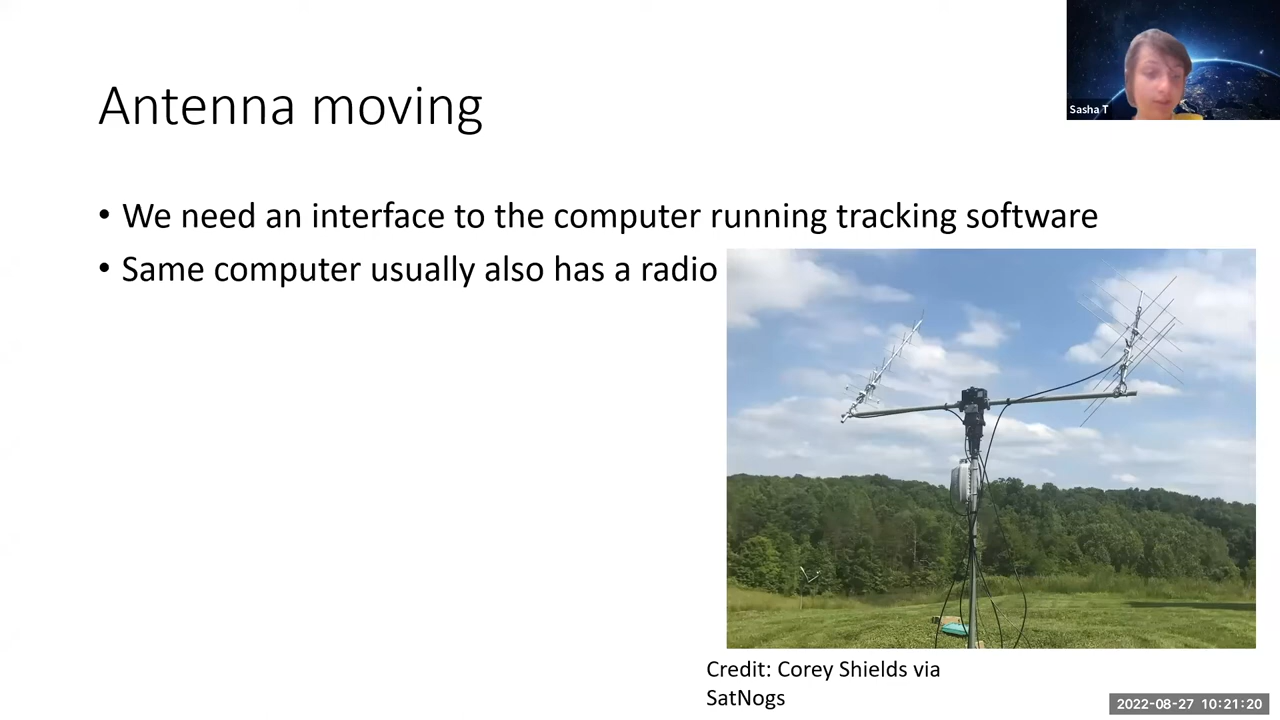 Antenna moving
Sasha T
• We need an interface to the computer running tracking software
• Same computer usually also has a radio
Credit: Corey Shields via
SatNogs
2022-08-27 10:21:20